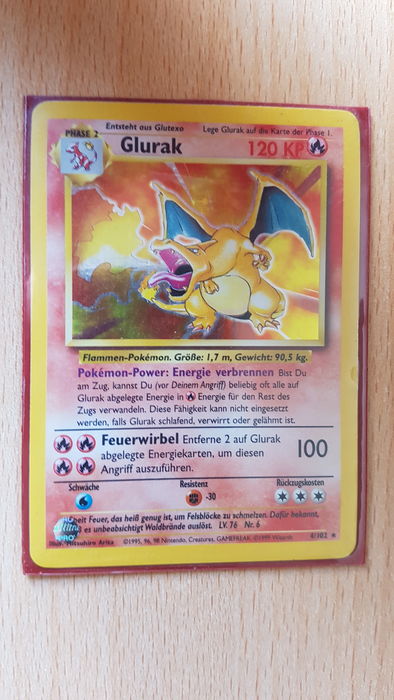 PHASE 2 Entsteht aus Glutexo Lege Glurak auf die Karte der Phase 1.
Glurak 120 KP
Flammen-Pokémon. Größe: 1,7 m, Gewicht: 90,5 kg.
Pokémon-Power: Energie verbrennen Bist Du
am Zug, kannst Du (vor Deinem Angriff) beliebig oft alle auf
Glurak abgelegte Energie in Energie für den Rest des
Zugs verwandeln. Diese Fähigkeit kann nicht eingesetzt
werden, falls Glurak schlafend, verwirrt oder gelähmt ist.
Feuerwirbel Entferne 2 auf Glurak
abgelegte Energiekarten, um diesen
Angriff auszuführen.
100
Schwäche Resistenz Rückzugskosten
-30
Feuer, das heiß genug ist, um Felsblöcke zu schmelzen. Dafür bekannt,
es unbeabsichtigt Waldbrände auslöst. LV. 76 Nr. 6
Ultra
PRO
Illus. Mitsuhiro Arita ©1995, 96, 98 Nintendo, Creatures, GAMEFREAK. ©1999 Wizards 4/102